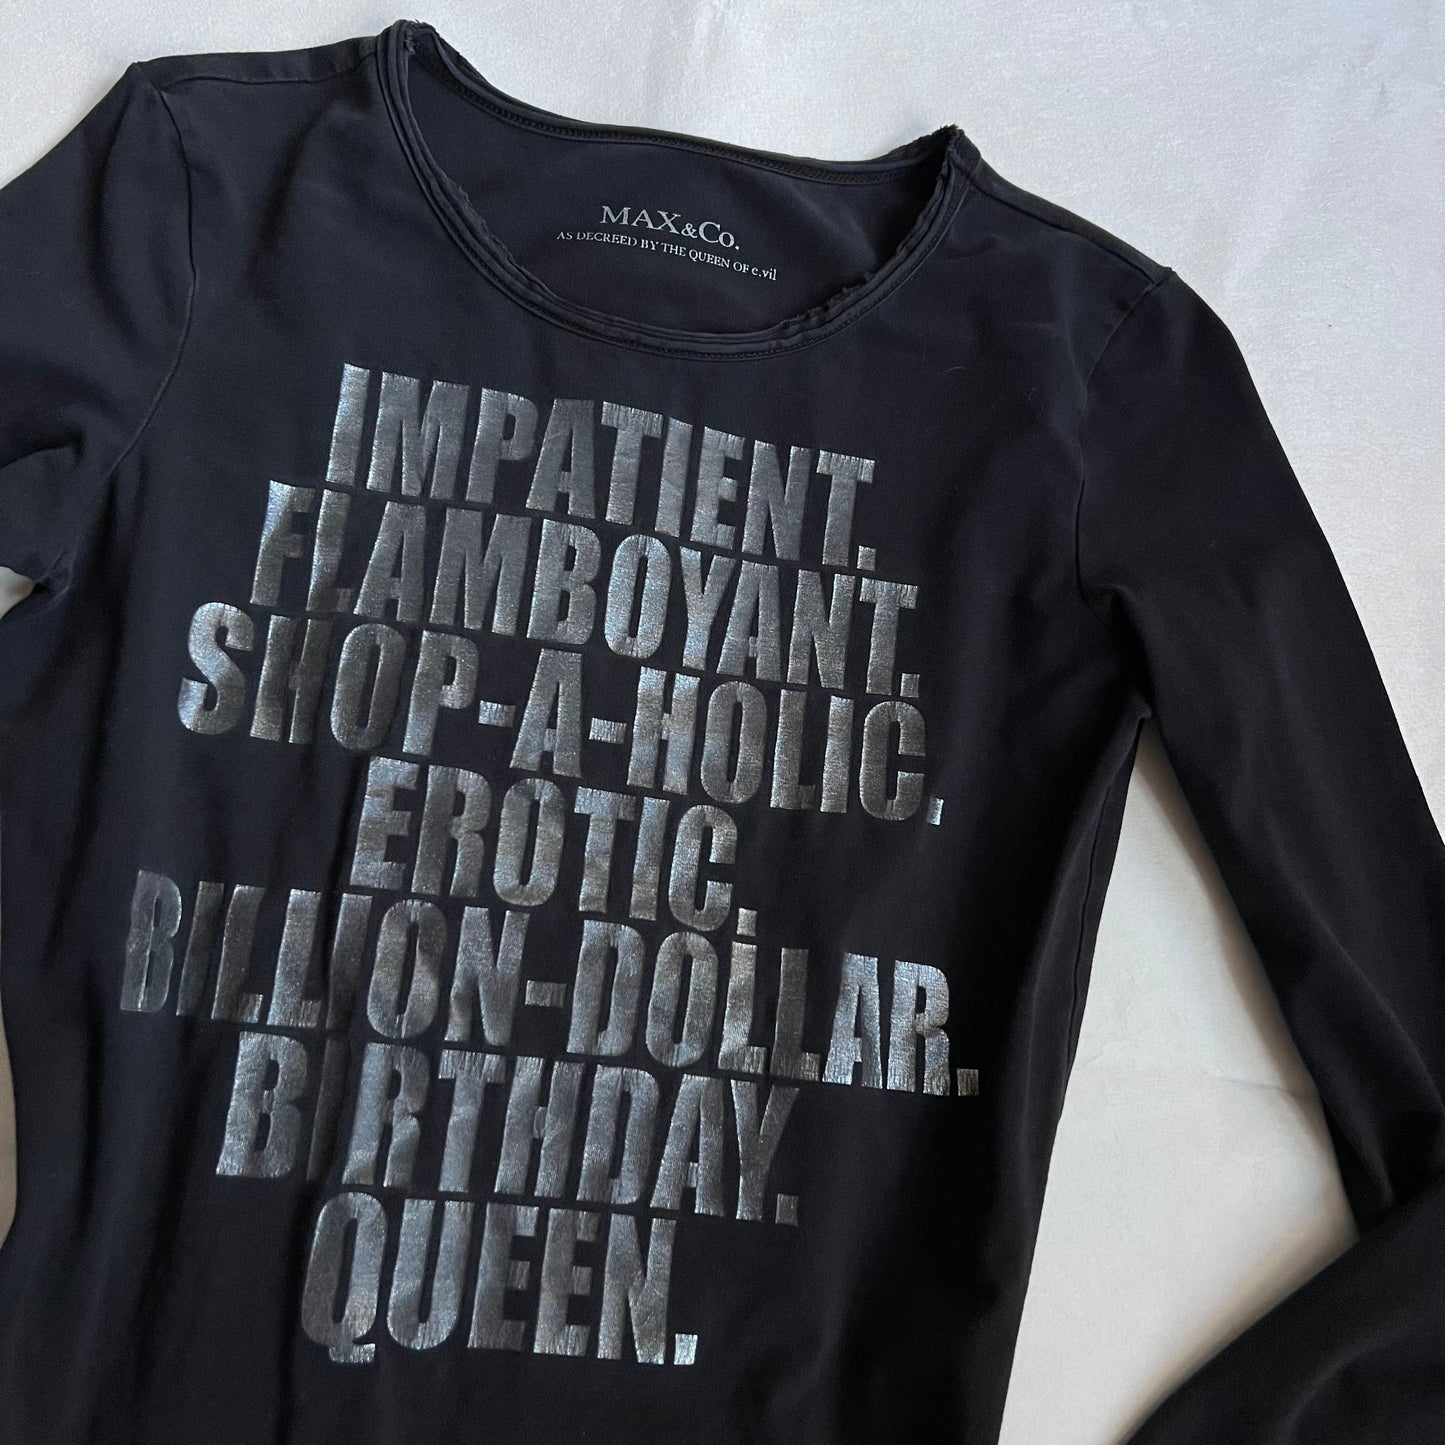 MAX&Co.
AS DECREED BY THE QUEEN OF e.vil
IMPATIENT.
FLAMBOYANT.
SHOP-A-HOLIC.
EROTIC.
BILLION-DOLLAR.
BIRTHDAY.
QUEEN.